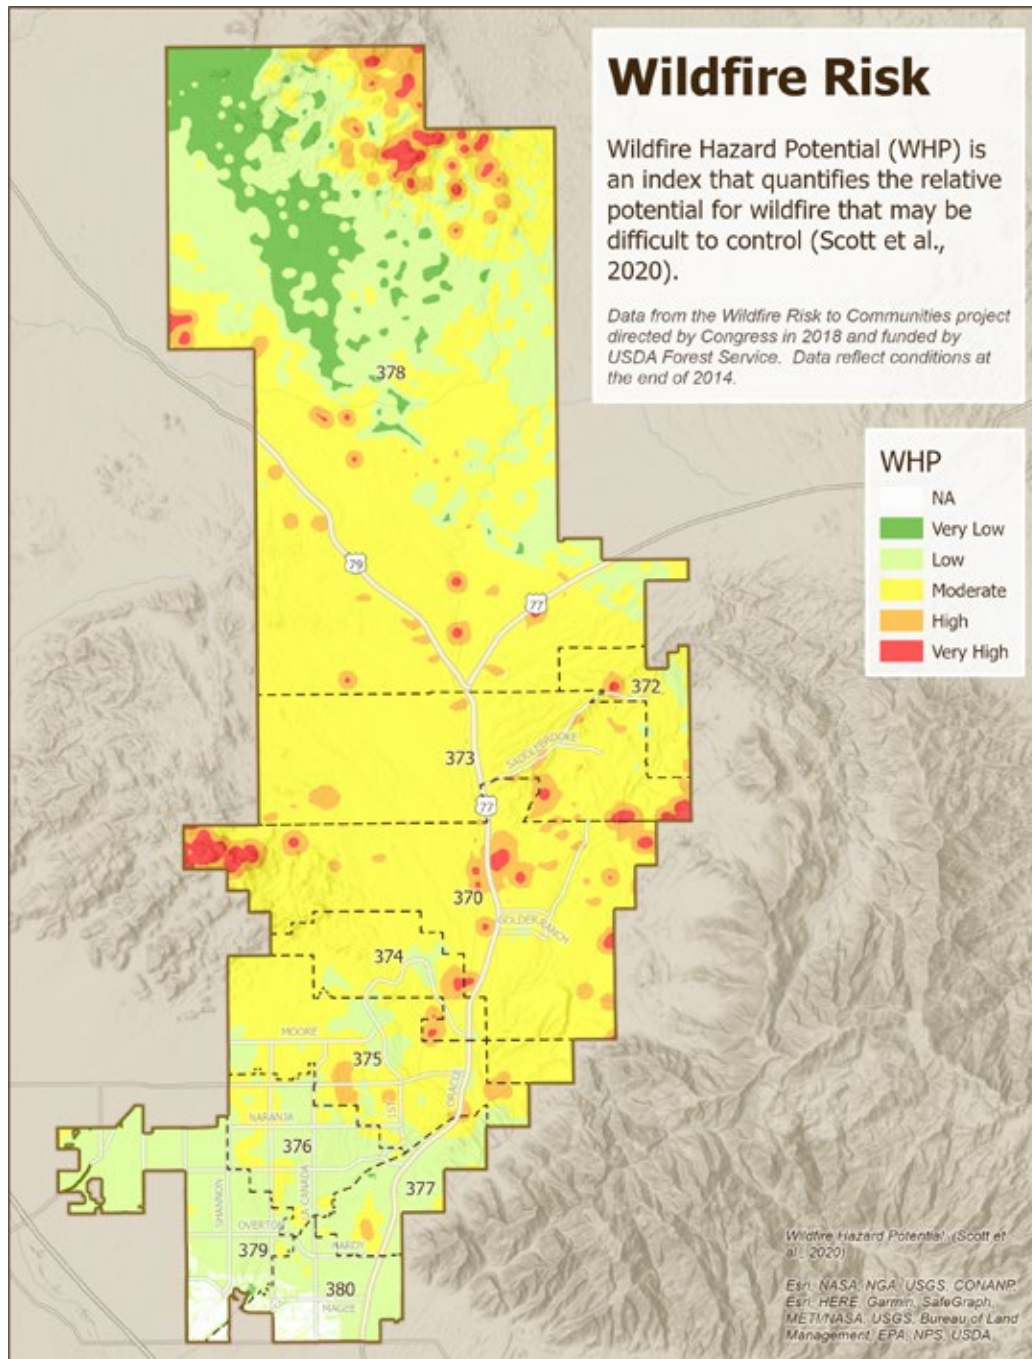 Wildfire Risk
Wildfire Hazard Potential (WHP) is
an index that quantifies the relative
potential for wildfire that may be
difficult to control (Scott et al.,
2020).
Data from the Wildfire Risk to Communities project
directed by Congress in 2018 and funded by
USDA Forest Service. Data reflect conditions at
the end of 2014.
WHP
NA
Very Low
Low
Moderate
High
Very High
378
79
77
372
373
SADDLEBROOKE
77
370
GOLDER RANCH
374
MOORE
375
1ST
ORACLE
NARANJA
376
LA CANADA
377
SHANNON
OVERTON
379
HARDY
380
MAGEE
Wildfire Hazard Potential (Scott et
al., 2020)
Esri, NASA, NGA, USGS, CONANP,
Esri, HERE, Garmin, SafeGraph,
METI/NASA, USGS, Bureau of Land
Management, EPA, NPS, USDA